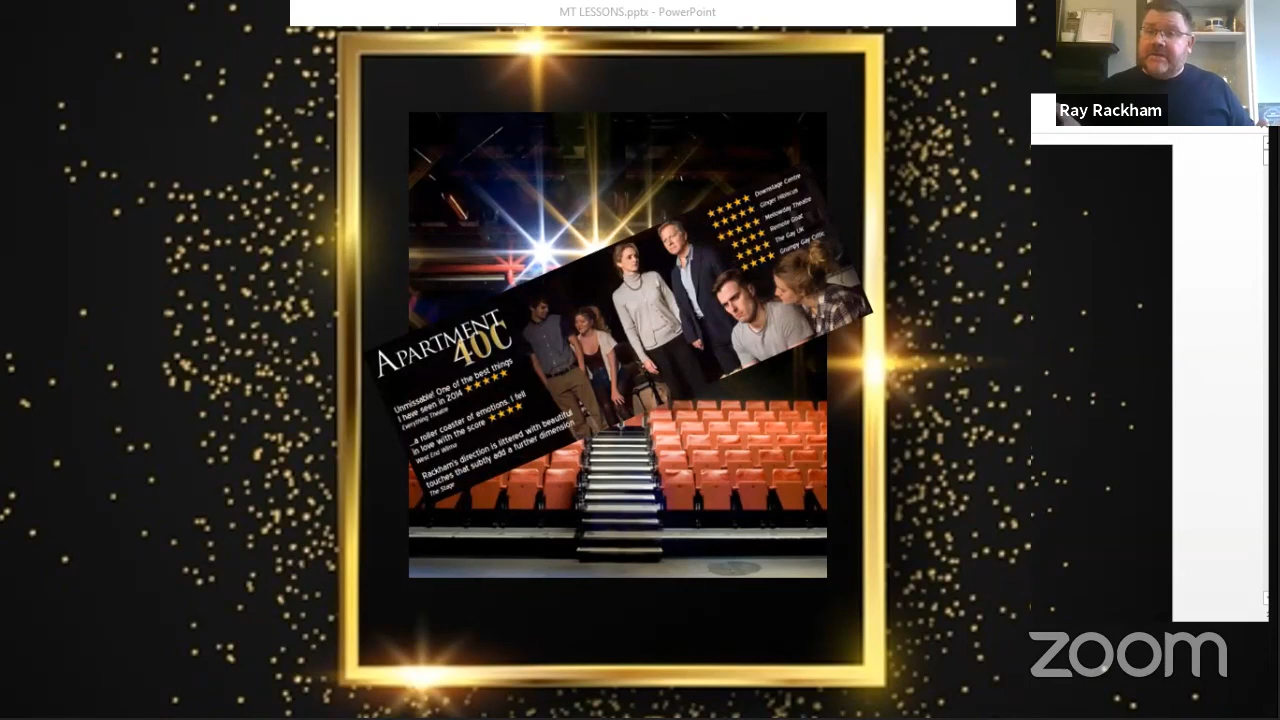 MT LESSONS.pptx - PowerPoint
Ray Rackham
Downstage Centre
Ginger Hibiscus
Mellowday Theatre
Remote Goat
The Gay UK
Grumpy Gay Critic
APARTMENT
40C
Unmissable! One of the best things
I have seen in 2014 ★★★★★
Everything Theatre
...a roller coaster of emotions. I fell
in love with the score ★★★★
West End Wilma
Rackham's direction is littered with beautiful
touches that subtly add a further dimension
The Stage
zoom